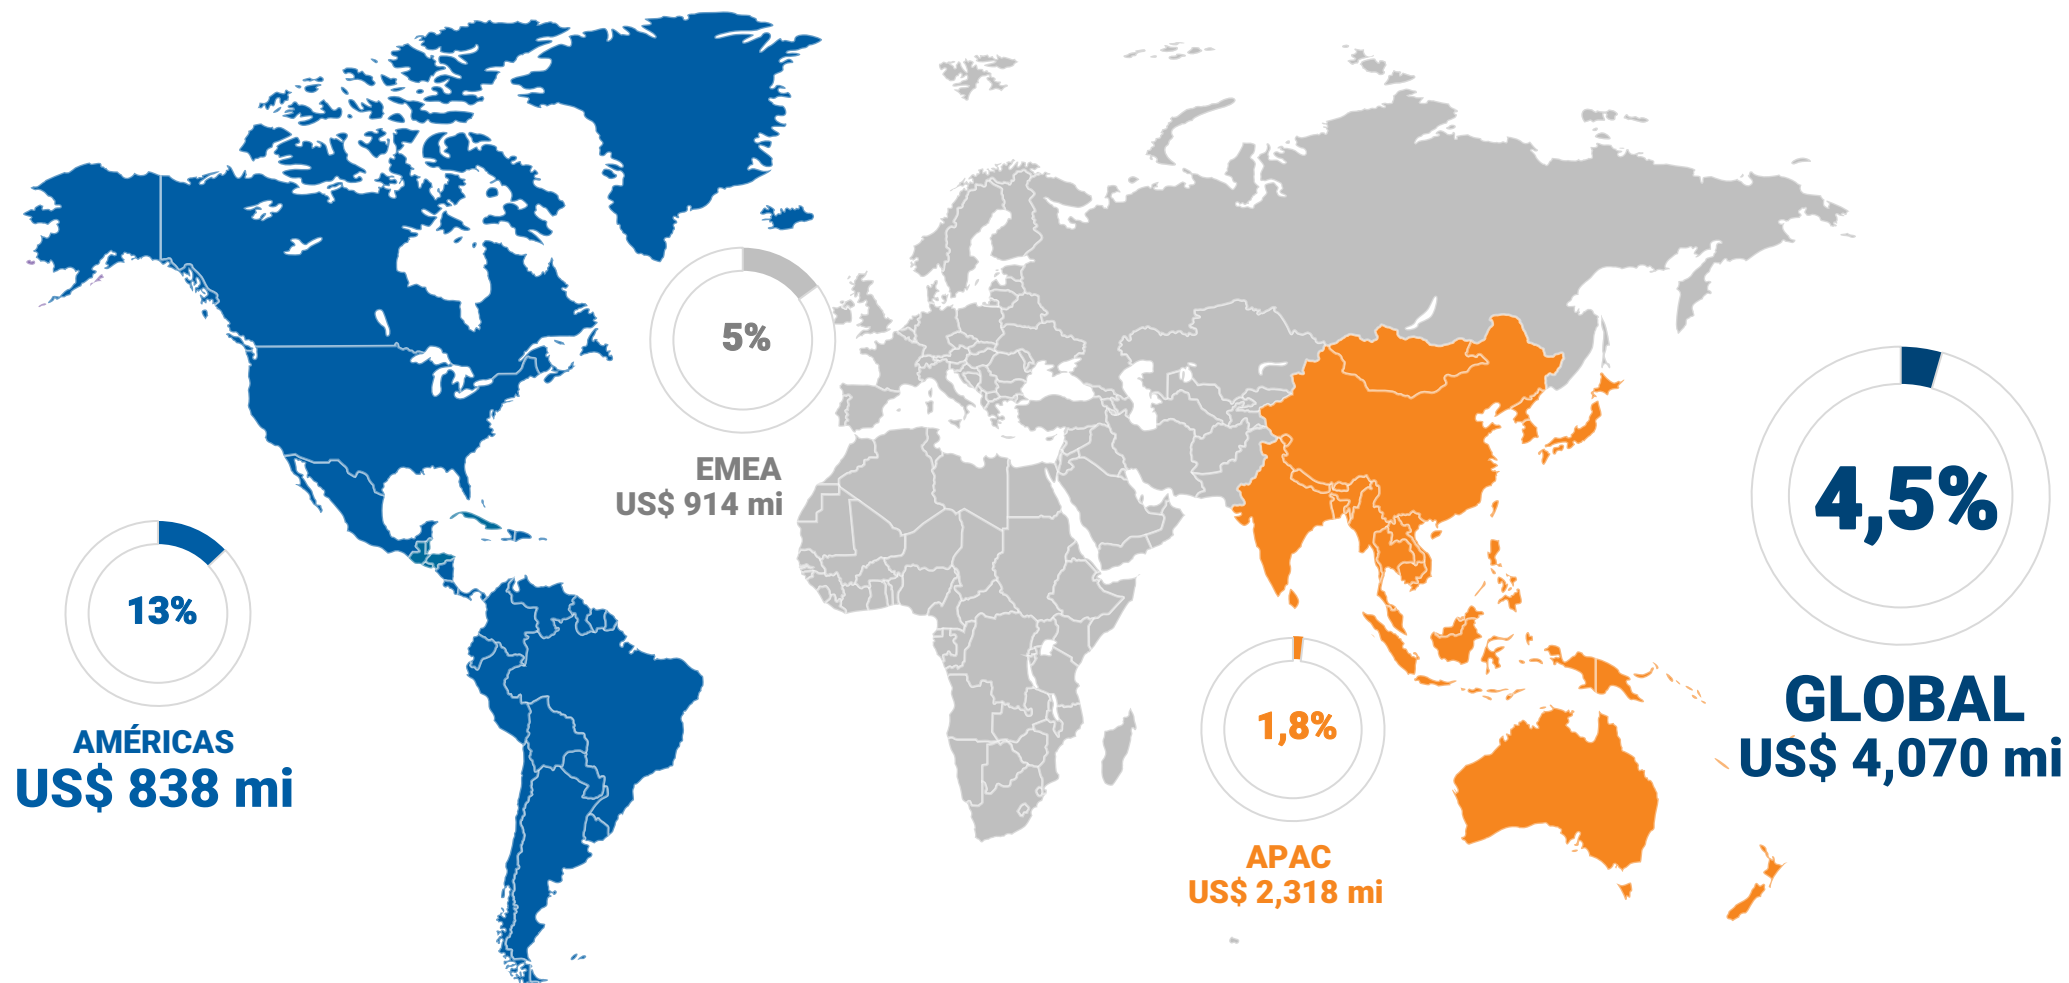 5%
EMEA
US$ 914 mi
13%
AMÉRICAS
US$ 838 mi
1,8%
APAC
US$ 2,318 mi
4,5%
GLOBAL
US$ 4,070 mi